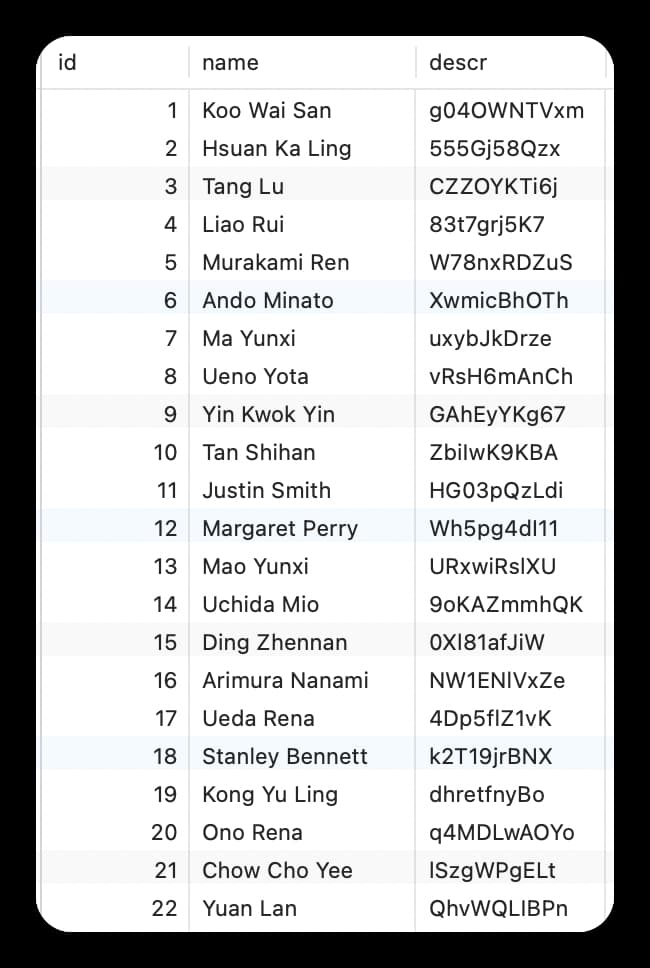 id name descr
1 Koo Wai San g04OWNTVxm
2 Hsuan Ka Ling 555Gj58Qzx
3 Tang Lu CZZOYKTi6j
4 Liao Rui 83t7grj5K7
5 Murakami Ren W78nxRDZuS
6 Ando Minato XwmicBhOTh
7 Ma Yunxi uxybJkDrze
8 Ueno Yota vRsH6mAnCh
9 Yin Kwok Yin GAhEyYKg67
10 Tan Shihan ZbiIwK9KBA
11 Justin Smith HG03pQzLdi
12 Margaret Perry Wh5pg4dI11
13 Mao Yunxi URxwiRslXU
14 Uchida Mio 9oKAZmmhQK
15 Ding Zhennan 0Xl81afJiW
16 Arimura Nanami NW1ENlVxZe
17 Ueda Rena 4Dp5flZ1vK
18 Stanley Bennett k2T19jrBNX
19 Kong Yu Ling dhretfnyBo
20 Ono Rena q4MDLwAOYo
21 Chow Cho Yee lSzgWPgELt
22 Yuan Lan QhvWQLIBPn